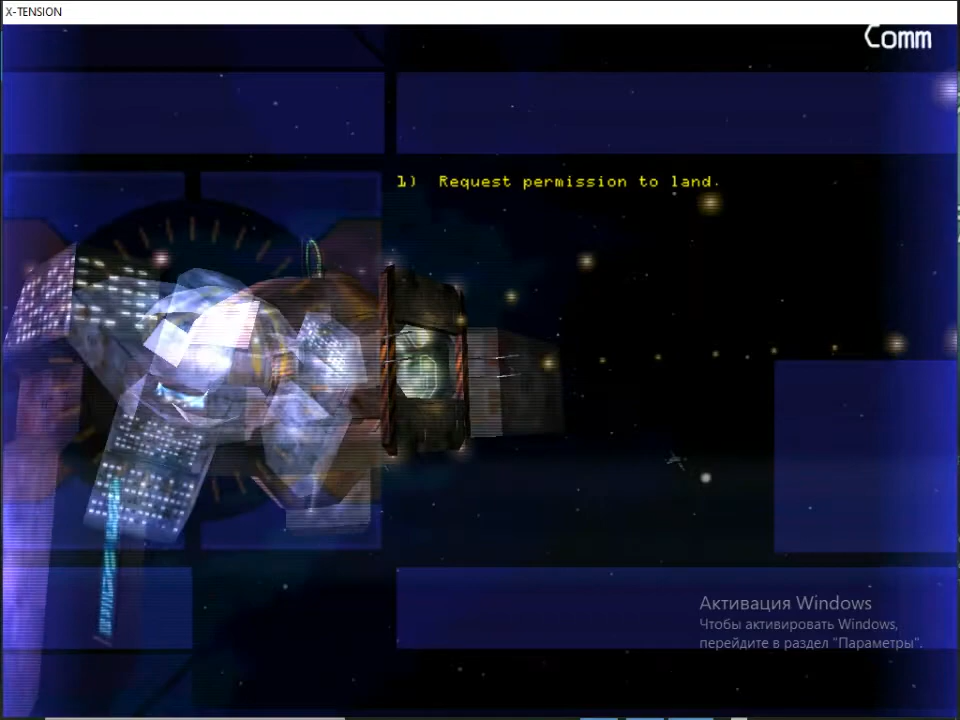 X-TENSION
Comm
1) Request permission to land.
Активация Windows
Чтобы активировать Windows,
перейдите в раздел "Параметры".